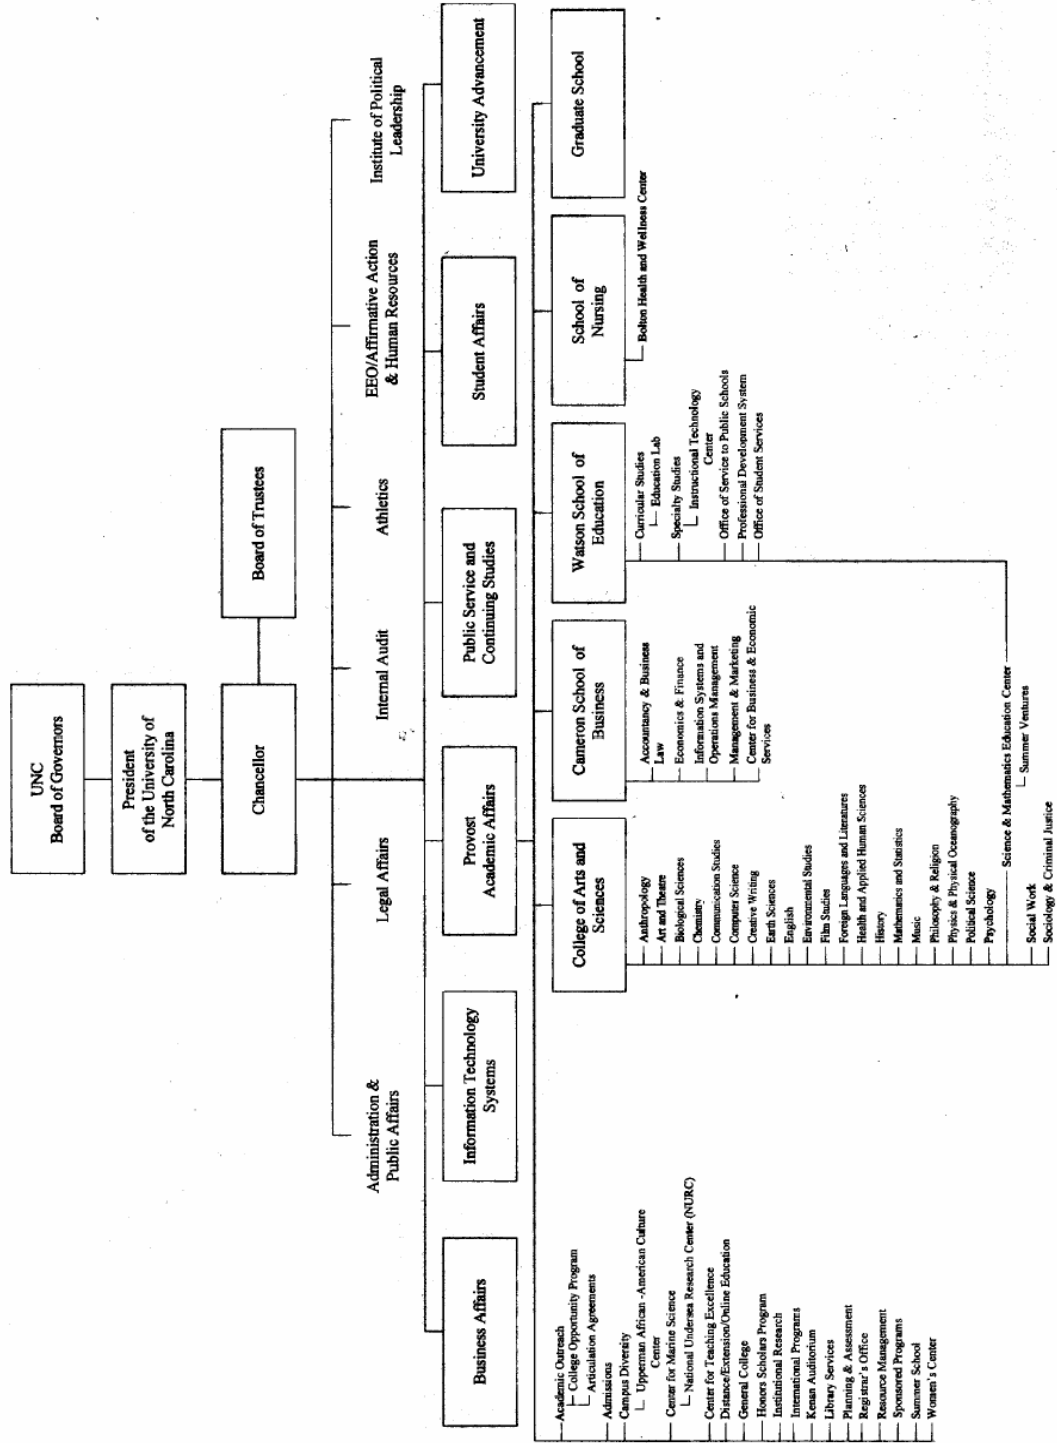 UNC
Board of Governors
President
of the University of
North Carolina
Chancellor
Board of Trustees
Administration &
Public Affairs
Legal Affairs
Internal Audit
Athletics
EEO/Affirmative Action
& Human Resources
Institute of Political
Leadership
Business Affairs
Information Technology
Systems
Provost
Academic Affairs
Public Service and
Continuing Studies
Student Affairs
University Advancement
Academic Outreach
College Opportunity Program
Articulation Agreements
Admissions
Campus Diversity
Upperman African -American Culture
Center
Center for Marine Science
National Undersea Research Center (NURC)
Center for Teaching Excellence
Distance/Extension/Online Education
General College
Honors Scholars Program
Institutional Research
International Programs
Kenan Auditorium
Library Services
Planning & Assessment
Registrar's Office
Resource Management
Sponsored Programs
Summer School
Women's Center
College of Arts and
Sciences
Anthropology
Art and Theatre
Biological Sciences
Chemistry
Communication Studies
Computer Science
Creative Writing
Earth Sciences
English
Environmental Studies
Film Studies
Foreign Languages and Literatures
Health and Applied Human Sciences
History
Mathematics and Statistics
Music
Philosophy & Religion
Physics & Physical Oceanography
Political Science
Psychology
Science & Mathematics Education Center
Summer Ventures
Social Work
Sociology & Criminal Justice
Cameron School of
Business
Accountancy & Business
Law
Economics & Finance
Information Systems and
Operations Management
Management & Marketing
Center for Business & Economic
Services
Watson School of
Education
Curricular Studies
Education Lab
Specialty Studies
Instructional Technology
Center
Office of Service to Public Schools
Professional Development System
Office of Student Services
School of
Nursing
Bolton Health and Wellness Center
Graduate School